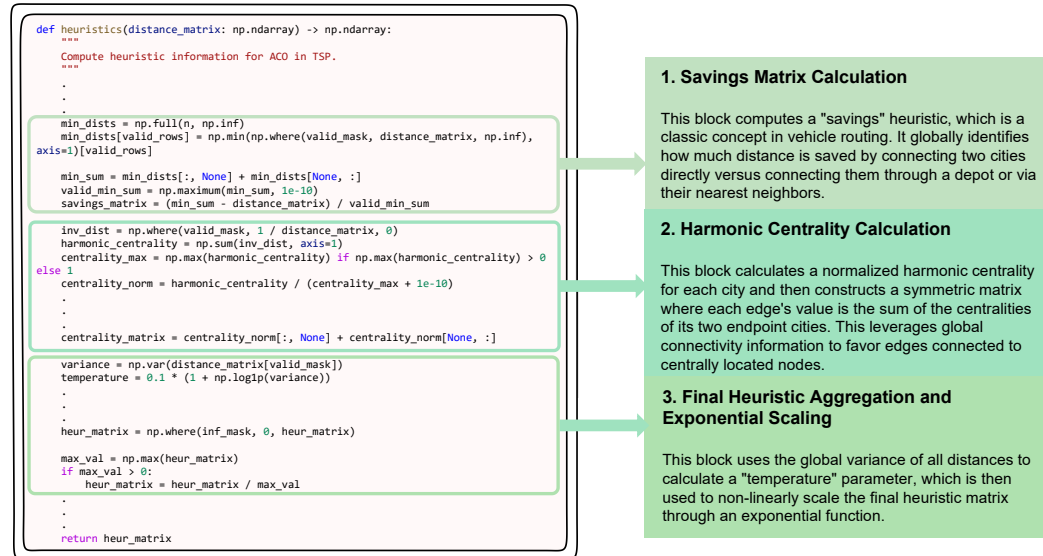 def heuristics(distance_matrix: np.ndarray) -> np.ndarray:
"""
Compute heuristic information for ACO in TSP.
"""
.
.
.
min_dists = np.full(n, np.inf)
min_dists[valid_rows] = np.min(np.where(valid_mask, distance_matrix, np.inf),
axis=1)[valid_rows]
min_sum = min_dists[:, None] + min_dists[None, :]
valid_min_sum = np.maximum(min_sum, 1e-10)
savings_matrix = (min_sum - distance_matrix) / valid_min_sum
inv_dist = np.where(valid_mask, 1 / distance_matrix, 0)
harmonic_centrality = np.sum(inv_dist, axis=1)
centrality_max = np.max(harmonic_centrality) if np.max(harmonic_centrality) > 0
else 1
centrality_norm = harmonic_centrality / (centrality_max + 1e-10)
.
.
.
centrality_matrix = centrality_norm[:, None] + centrality_norm[None, :]
variance = np.var(distance_matrix[valid_mask])
temperature = 0.1 * (1 + np.log1p(variance))
.
.
.
heur_matrix = np.where(inf_mask, 0, heur_matrix)
max_val = np.max(heur_matrix)
if max_val > 0:
heur_matrix = heur_matrix / max_val
.
.
.
return heur_matrix
1. Savings Matrix Calculation
This block computes a "savings" heuristic, which is a
classic concept in vehicle routing. It globally identifies
how much distance is saved by connecting two cities
directly versus connecting them through a depot or via
their nearest neighbors.
2. Harmonic Centrality Calculation
This block calculates a normalized harmonic centrality
for each city and then constructs a symmetric matrix
where each edge's value is the sum of the centralities
of its two endpoint cities. This leverages global
connectivity information to favor edges connected to
centrally located nodes.
3. Final Heuristic Aggregation and
Exponential Scaling
This block uses the global variance of all distances to
calculate a "temperature" parameter, which is then
used to non-linearly scale the final heuristic matrix
through an exponential function.